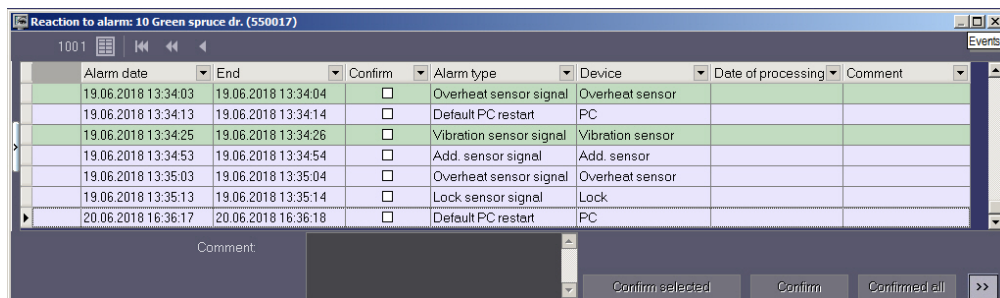 Reaction to alarm: 10 Green spruce dr. (550017)
Events
1001
Alarm date End Confirm Alarm type Device Date of processing Comment
19.06.2018 13:34:03 19.06.2018 13:34:04 Overheat sensor signal Overheat sensor
19.06.2018 13:34:13 19.06.2018 13:34:14 Default PC restart PC
19.06.2018 13:34:25 19.06.2018 13:34:26 Vibration sensor signal Vibration sensor
19.06.2018 13:34:53 19.06.2018 13:34:54 Add. sensor signal Add. sensor
19.06.2018 13:35:03 19.06.2018 13:35:04 Overheat sensor signal Overheat sensor
19.06.2018 13:35:13 19.06.2018 13:35:14 Lock sensor signal Lock
20.06.2018 16:36:17 20.06.2018 16:36:18 Default PC restart PC
Comment:
Confirm selected Confirm Confirmed all >>